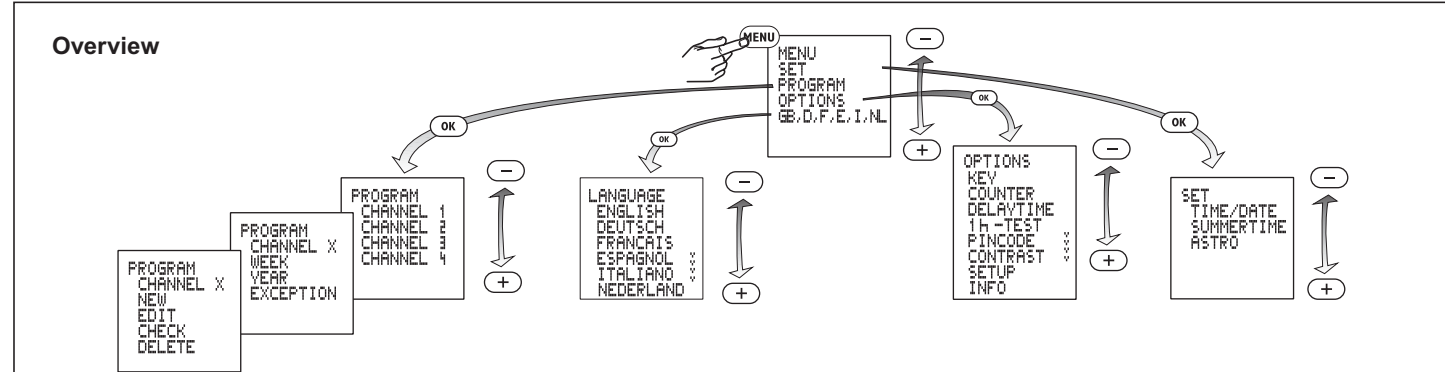 Overview
MENU
MENU
SET
PROGRAM
OPTIONS
GB,D,F,E,I,NL
−
+
OK
OK
OK
OK
PROGRAM
CHANNEL X
NEW
EDIT
CHECK
DELETE
PROGRAM
CHANNEL X
WEEK
YEAR
EXCEPTION
PROGRAM
CHANNEL 1
CHANNEL 2
CHANNEL 3
CHANNEL 4
−
+
LANGUAGE
ENGLISH
DEUTSCH
FRANCAIS
ESPAGNOL
ITALIANO
NEDERLAND
−
+
OPTIONS
KEY
COUNTER
DELAYTIME
1h-TEST
PINCODE
CONTRAST
SETUP
INFO
−
+
SET
TIME/DATE
SUMMERTIME
ASTRO
−
+